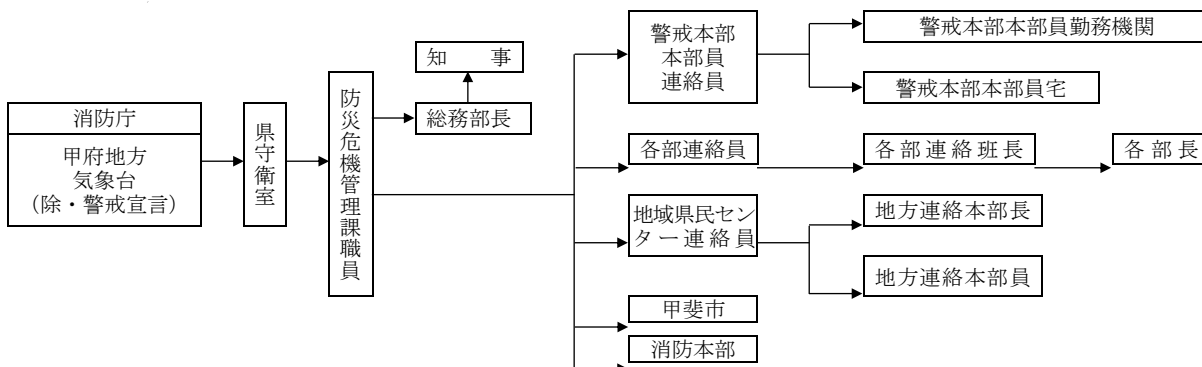 消防庁
甲府地方
気象台
（除・警戒宣言）
県守衛室
防災危機管理課職員
知　事
総務部長
警戒本部
本部員
連絡員
警戒本部本部員勤務機関
警戒本部本部員宅
各部連絡員
各部連絡班長
各部長
地域県民セン
ター連絡員
地方連絡本部長
地方連絡本部員
甲斐市
消防本部